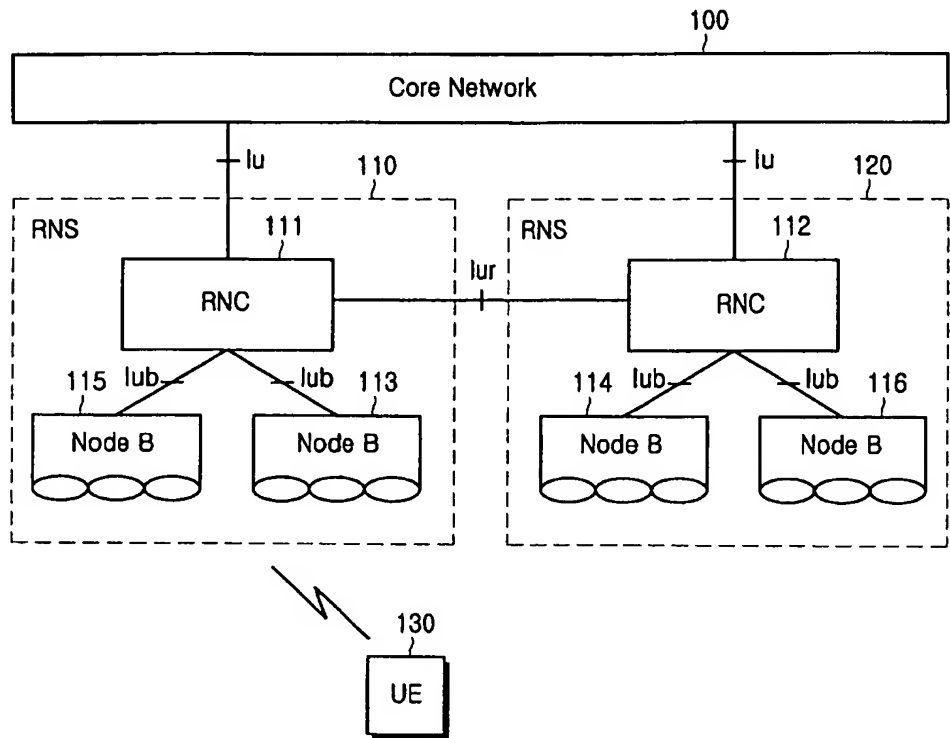 100
Core Network
Iu
Iu
110
120
RNS
111
RNC
Iur
RNS
112
RNC
115
Iub
Iub
113
114
Iub
Iub
116
Node B
Node B
Node B
Node B
130
UE